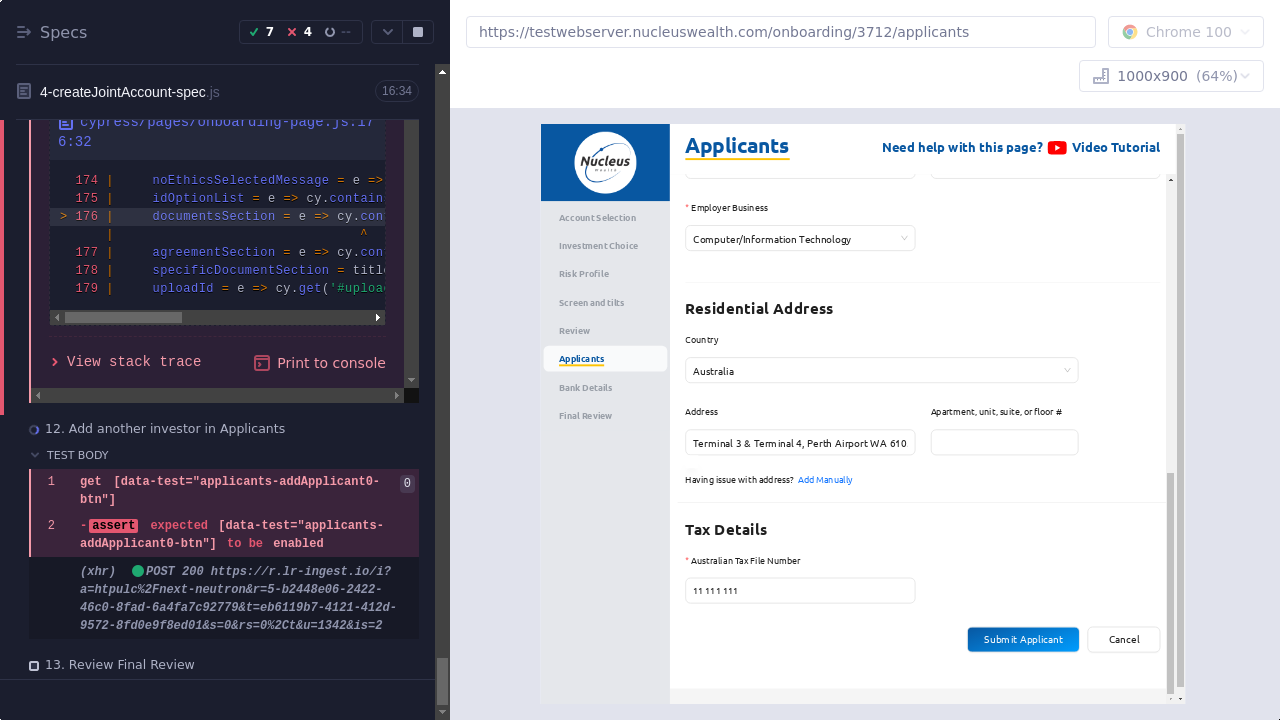 Specs
7
4
--
4-createJointAccount-spec.js
16:34
cypress/pages/onboarding-page.js:17
6:32
174 | noEthicsSelectedMessage = e =>
175 | idOptionList = e => cy.contain
> 176 | documentsSection = e => cy.con
| ^
177 | agreementSection = e => cy.con
178 | specificDocumentSection = title
179 | uploadId = e => cy.get('#upload
View stack trace
Print to console
12. Add another investor in Applicants
TEST BODY
1 get [data-test="applicants-addApplicant0-
btn"]
0
2 -assert expected [data-test="applicants-
addApplicant0-btn"] to be enabled
(xhr) POST 200 https://r.lr-ingest.io/i?
a=htpulc%2Fnext-neutron&r=5-b2448e06-2422-
46c0-8fad-6a4fa7c92779&t=eb6119b7-4121-412d-
9572-8fd0e9f8ed01&s=0&rs=0%2Ct&u=1342&is=2
13. Review Final Review
https://testwebserver.nucleuswealth.com/onboarding/3712/applicants
Chrome 100
1000x900 (64%)
Nucleus
Wealth
Account Selection
Investment Choice
Risk Profile
Screen and tilts
Review
Applicants
Bank Details
Final Review
Applicants
Need help with this page? Video Tutorial
* Employer Business
Computer/Information Technology
Residential Address
Country
Australia
Address
Apartment, unit, suite, or floor #
Terminal 3 & Terminal 4, Perth Airport WA 610
Having issue with address? Add Manually
Tax Details
* Australian Tax File Number
11 111 111
Submit Applicant
Cancel